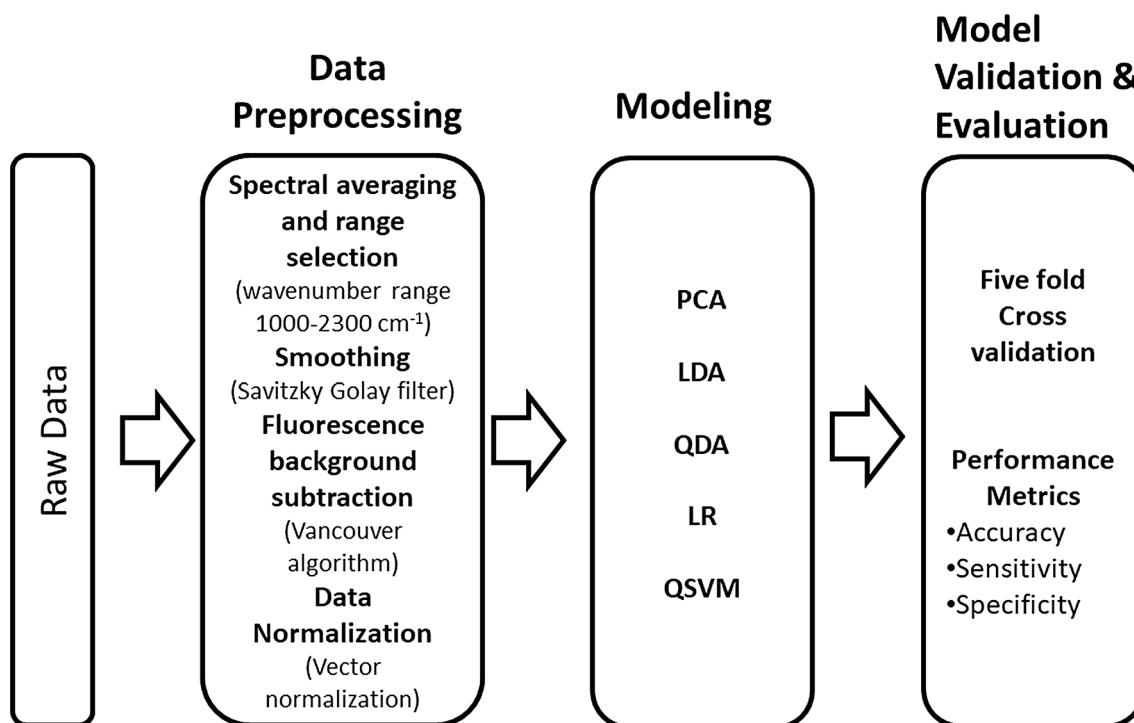 Raw Data
Data
Preprocessing
Spectral averaging
and range
selection
(wavenumber range
1000-2300 cm⁻¹)
Smoothing
(Savitzky Golay filter)
Fluorescence
background
subtraction
(Vancouver
algorithm)
Data
Normalization
(Vector
normalization)
Modeling
PCA
LDA
QDA
LR
QSVM
Model
Validation &
Evaluation
Five fold
Cross
validation
Performance
Metrics
•Accuracy
•Sensitivity
•Specificity